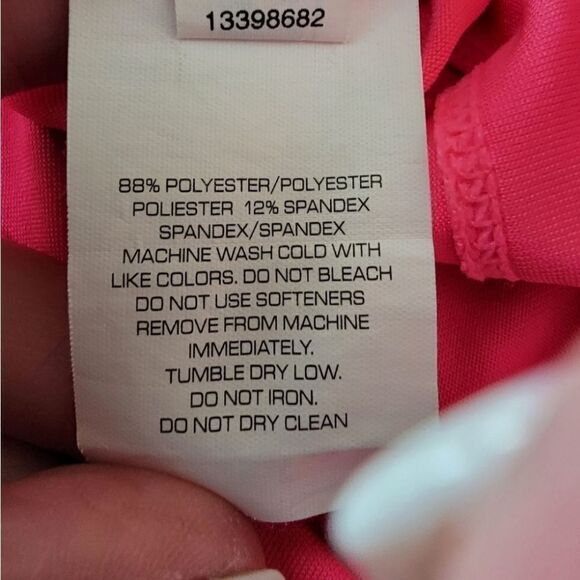 13398682
88% POLYESTER/POLYESTER
POLIESTER 12% SPANDEX
SPANDEX/SPANDEX
MACHINE WASH COLD WITH
LIKE COLORS. DO NOT BLEACH
DO NOT USE SOFTENERS
REMOVE FROM MACHINE
IMMEDIATELY.
TUMBLE DRY LOW.
DO NOT IRON.
DO NOT DRY CLEAN